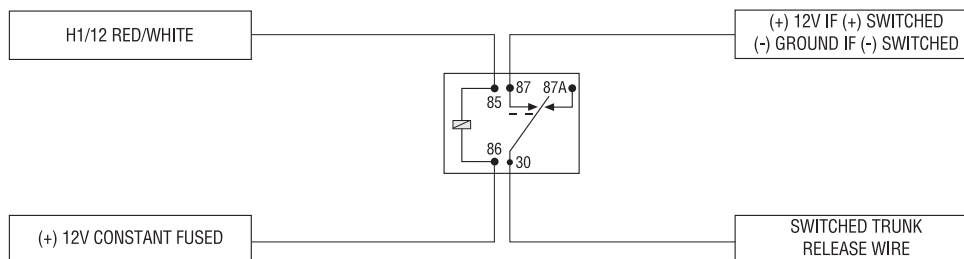 H1/12 RED/WHITE
(+) 12V IF (+) SWITCHED
(-) GROUND IF (-) SWITCHED
87 87A
85
86
30
(+) 12V CONSTANT FUSED
SWITCHED TRUNK
RELEASE WIRE